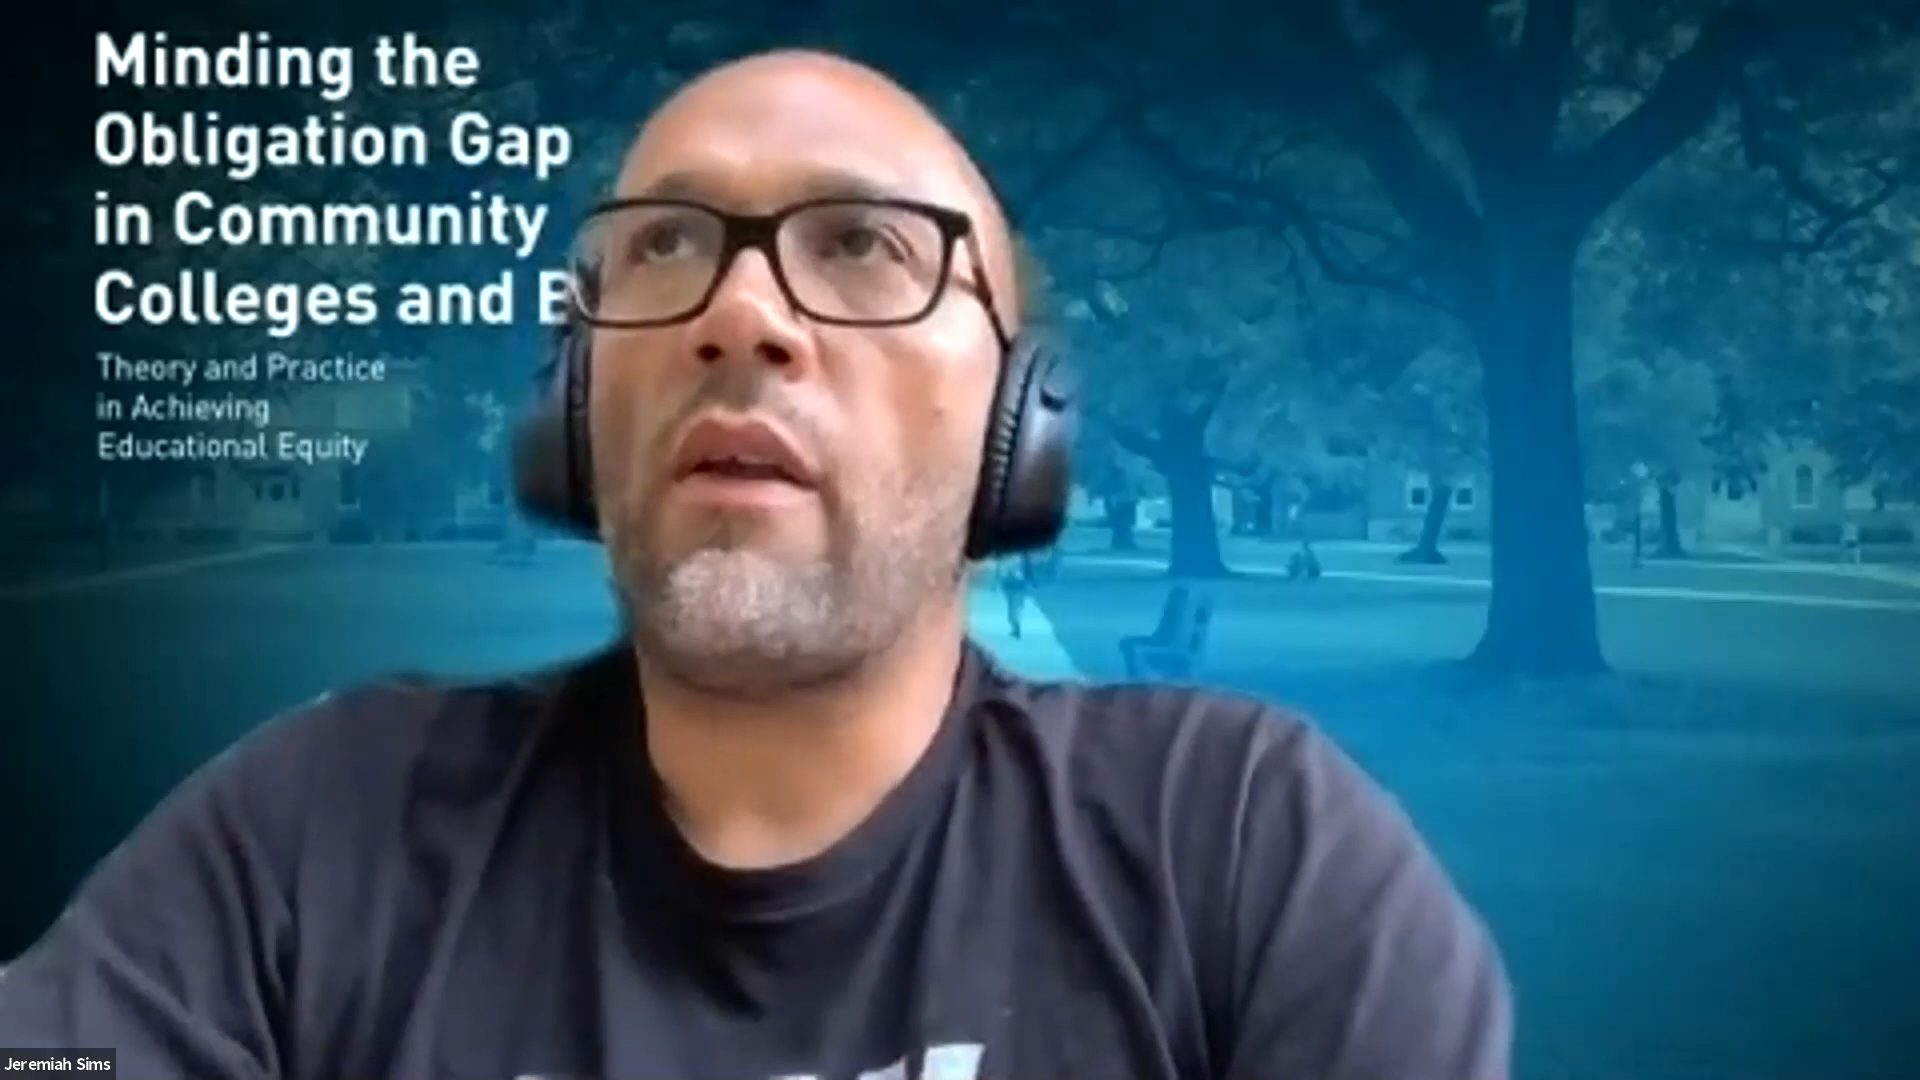 Minding the
Obligation Gap
in Community
Colleges and
Theory and Practice
in Achieving
Educational Equity
Jeremiah Sims